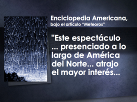 Enciclopedia Americana,
bajo el artículo "Meteoros"
"Este espectáculo
... presenciado a lo
largo de América
del Norte... atrajo
el mayor interés...